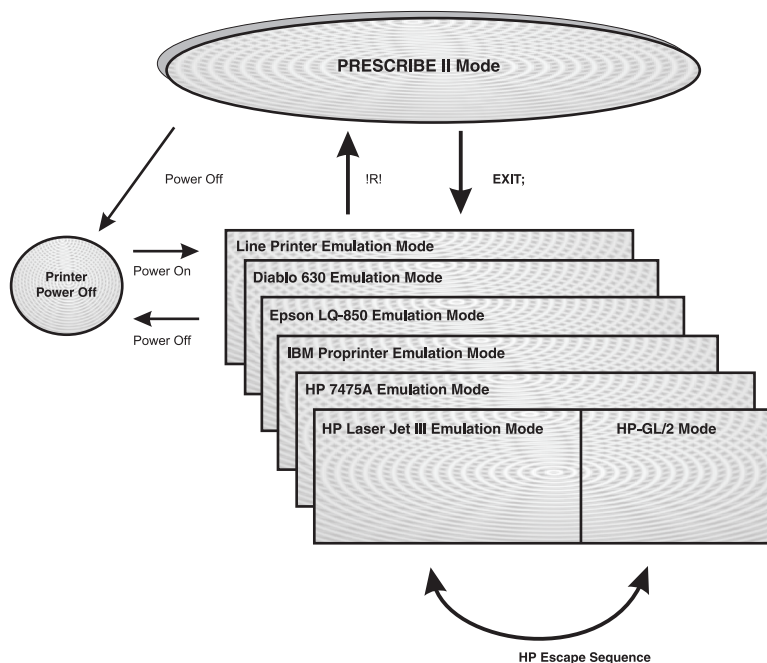 PRESCRIBE II Mode
Power Off
!R!
EXIT;
Printer
Power Off
Power On
Power Off
Line Printer Emulation Mode
Diablo 630 Emulation Mode
Epson LQ-850 Emulation Mode
IBM Proprinter Emulation Mode
HP 7475A Emulation Mode
HP Laser Jet III Emulation Mode
HP-GL/2 Mode
HP Escape Sequence